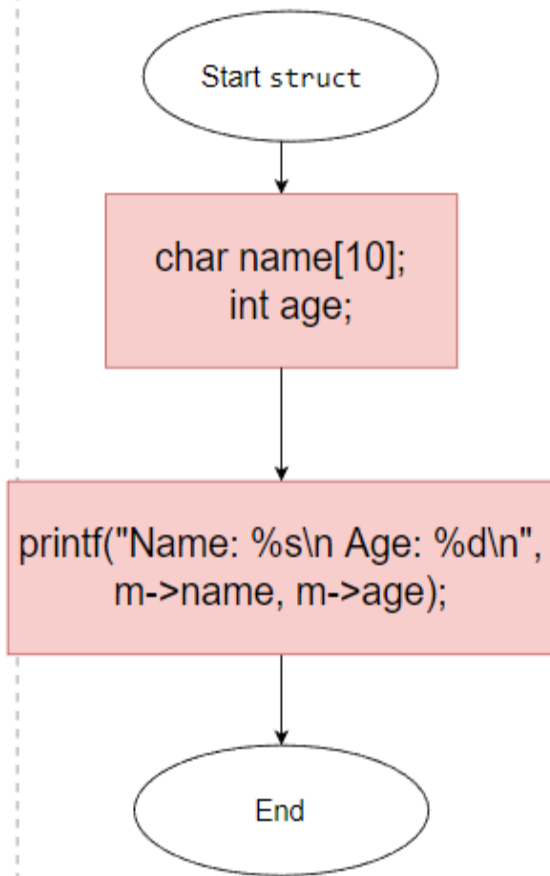 Start struct
char name[10];
int age;
printf("Name: %s\n Age: %d\n",
m->name, m->age);
End